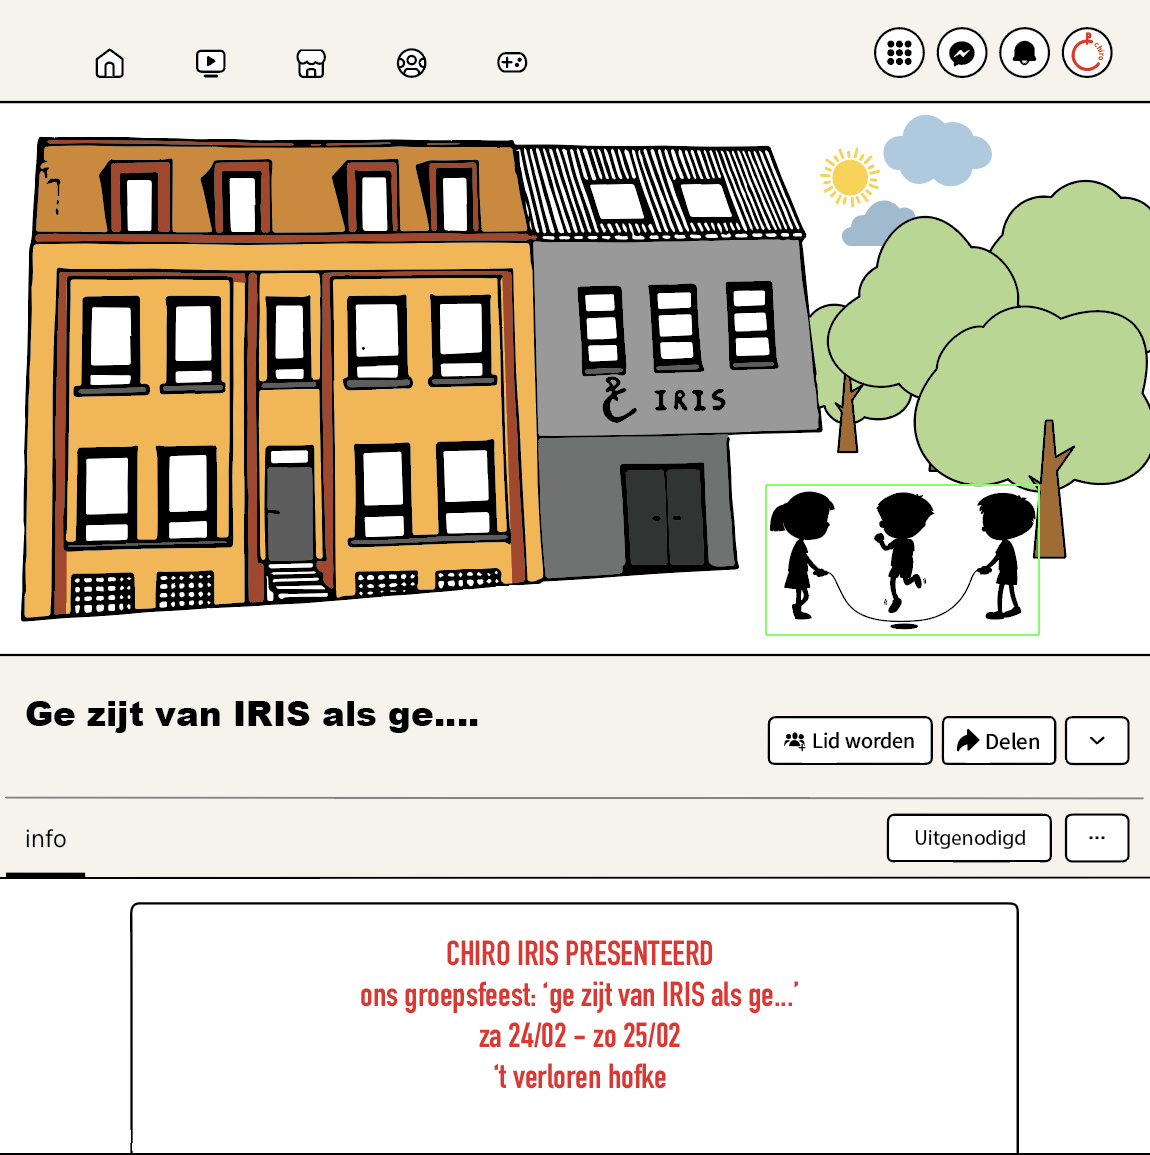 chiro
IRIS
Ge zijt van IRIS als ge....
Lid worden
Delen
info
Uitgenodigd
...
CHIRO IRIS PRESENTEERD
ons groepsfeest: ‘ge zijt van IRIS als ge...’
za 24/02 - zo 25/02
‘t verloren hofke